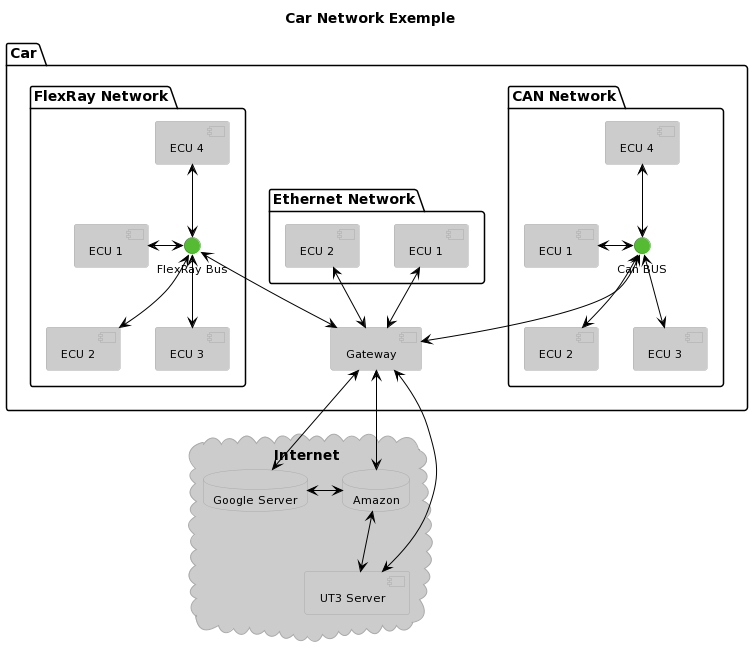 Car Network Exemple
Car
FlexRay Network
ECU 4
ECU 1
FlexRay Bus
ECU 2
ECU 3
Ethernet Network
ECU 2
ECU 1
Gateway
CAN Network
ECU 4
ECU 1
Can BUS
ECU 2
ECU 3
Internet
Google Server
Amazon
UT3 Server